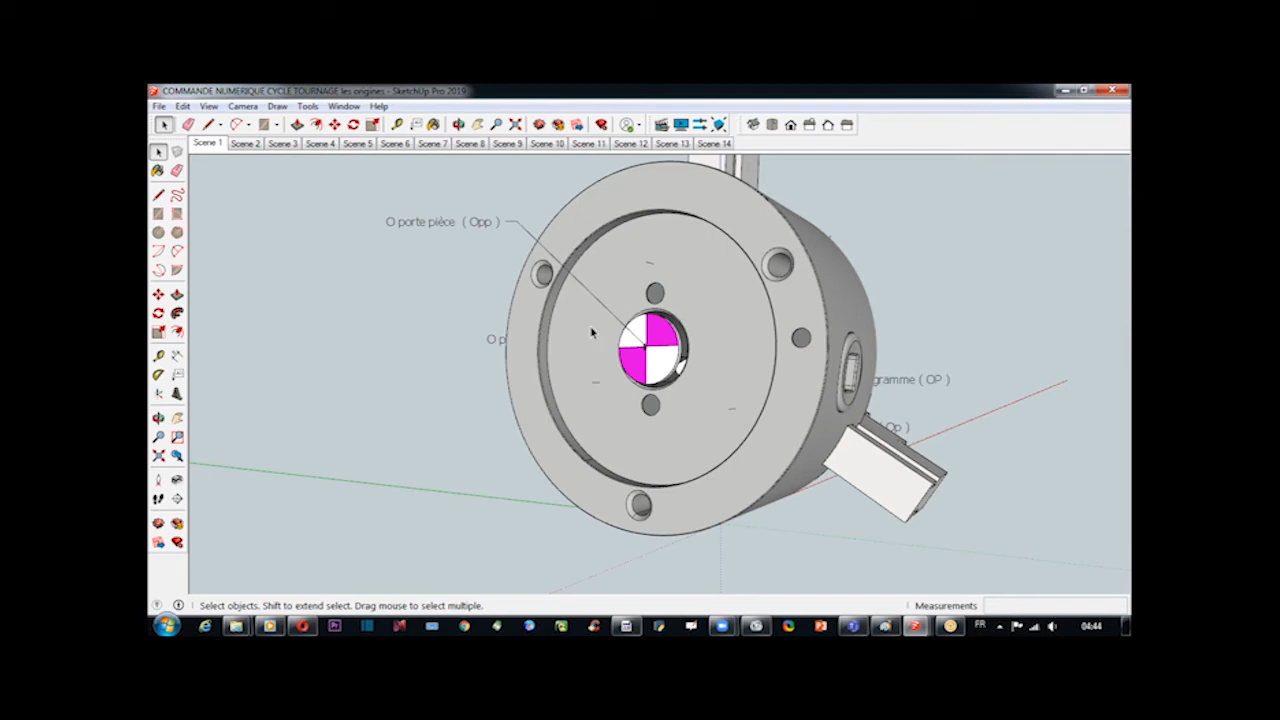 COMMANDE NUMERIQUE CYCLE TOURNAGE les origines - SketchUp Pro 2019
File Edit View Camera Draw Tools Window Help
Scene 1 Scene 2 Scene 3 Scene 4 Scene 5 Scene 6 Scene 7 Scene 8 Scene 9 Scene 10 Scene 11 Scene 12 Scene 13 Scene 14
O porte pièce ( Opp )
O p
gramme ( OP )
( Op )
Select objects. Shift to extend select. Drag mouse to select multiple.
Measurements
Pr
FR
04:44